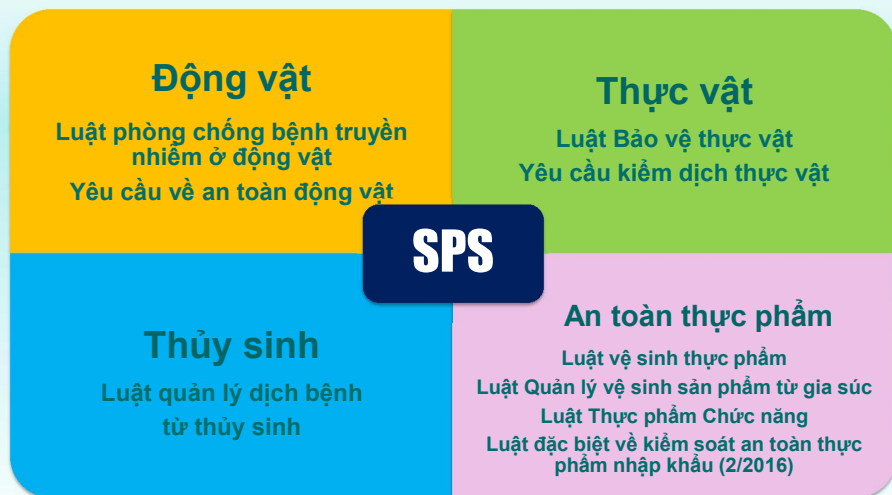 Động vật
Luật phòng chống bệnh truyền
nhiễm ở động vật
Yêu cầu về an toàn động vật
Thực vật
Luật Bảo vệ thực vật
Yêu cầu kiểm dịch thực vật
SPS
Thủy sinh
Luật quản lý dịch bệnh
từ thủy sinh
An toàn thực phẩm
Luật vệ sinh thực phẩm
Luật Quản lý vệ sinh sản phẩm từ gia súc
Luật Thực phẩm Chức năng
Luật đặc biệt về kiểm soát an toàn thực
phẩm nhập khẩu (2/2016)